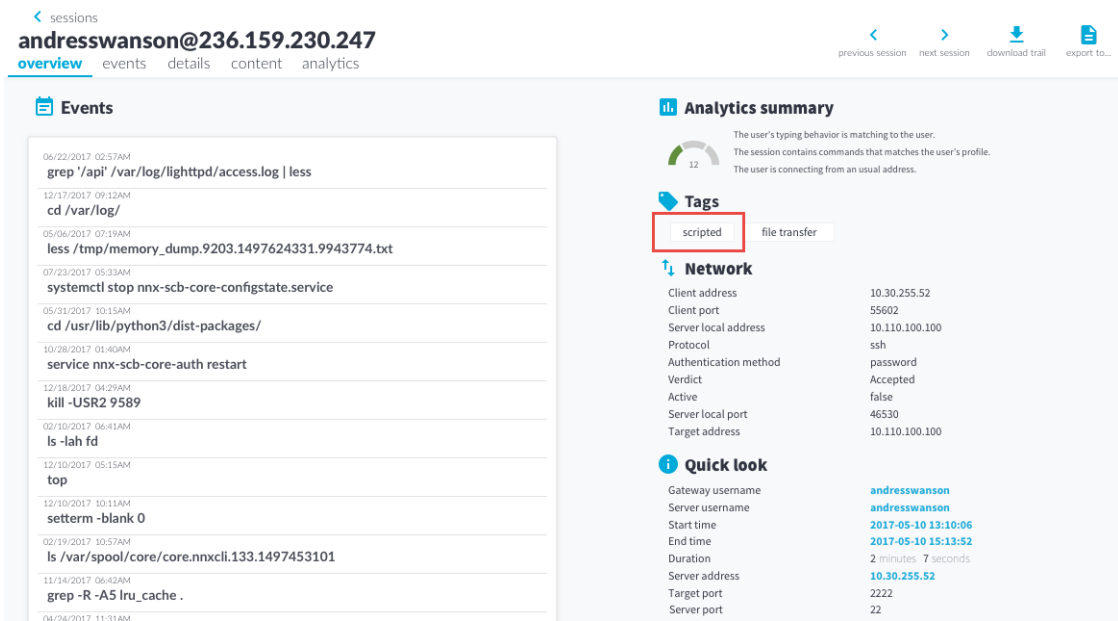 sessions
andresswanson@236.159.230.247
overview events details content analytics
previous session next session download trail export to...
Events
06/22/2017 02:57AM
grep '/api' /var/log/lighttpd/access.log | less
12/17/2017 09:12AM
cd /var/log/
05/06/2017 07:19AM
less /tmp/memory_dump.9203.1497624331.9943774.txt
07/23/2017 05:33AM
systemctl stop nnx-scb-core-configstate.service
05/31/2017 10:15AM
cd /usr/lib/python3/dist-packages/
10/28/2017 01:40AM
service nnx-scb-core-auth restart
12/18/2017 04:29AM
kill -USR2 9589
02/10/2017 06:41AM
ls -lah fd
12/10/2017 05:15AM
top
12/10/2017 10:11AM
setterm -blank 0
02/19/2017 10:57AM
ls /var/spool/core/core.nnxcli.133.1497453101
11/14/2017 06:42AM
grep -R -A5 lru_cache .
04/24/2017 11:31AM
Analytics summary
12
The user's typing behavior is matching to the user.
The session contains commands that matches the user's profile.
The user is connecting from an usual address.
Tags
scripted file transfer
Network
Client address 10.30.255.52
Client port 55602
Server local address 10.110.100.100
Protocol ssh
Authentication method password
Verdict Accepted
Active false
Server local port 46530
Target address 10.110.100.100
Quick look
Gateway username andresswanson
Server username andresswanson
Start time 2017-05-10 13:10:06
End time 2017-05-10 15:13:52
Duration 2 minutes 7 seconds
Server address 10.30.255.52
Target port 2222
Server port 22